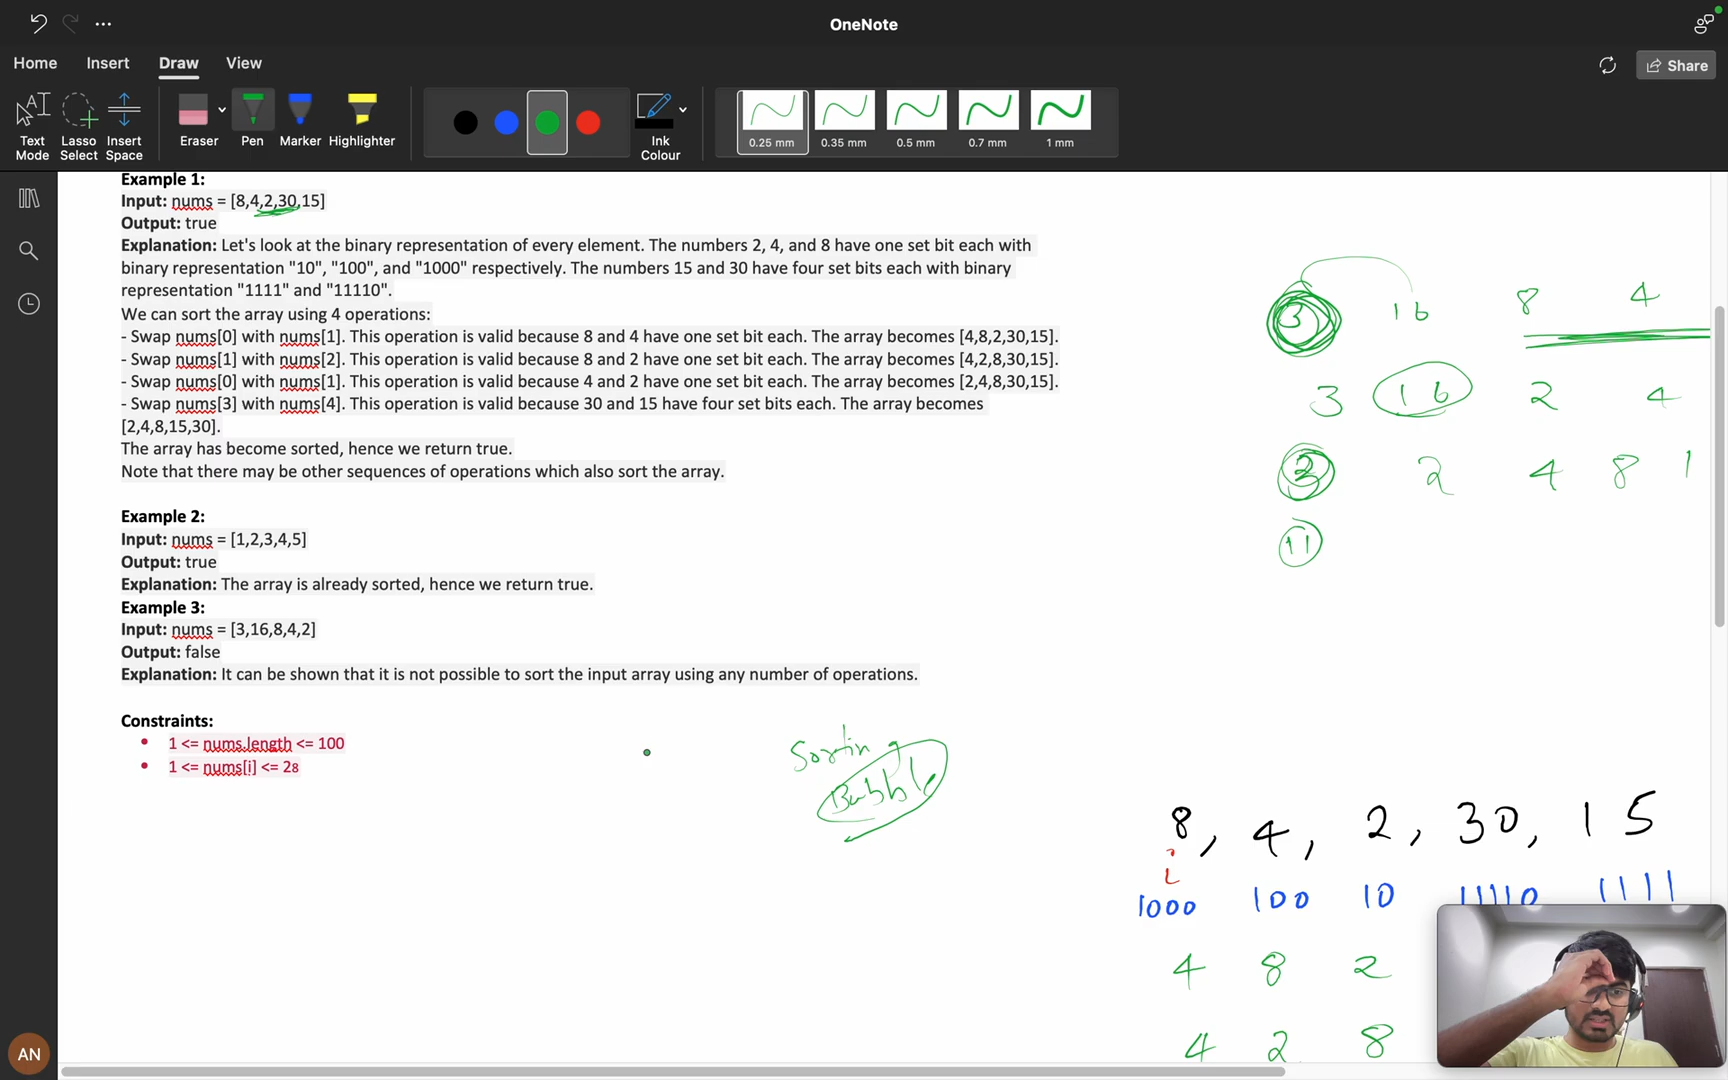 OneNote
Home Insert Draw View
Share
Text Mode
Lasso Select
Insert Space
Eraser
Pen
Marker
Highlighter
Ink Colour
0.25 mm
0.35 mm
0.5 mm
0.7 mm
1 mm
Example 1:
Input: nums = [8,4,2,30,15]
Output: true
Explanation: Let's look at the binary representation of every element. The numbers 2, 4, and 8 have one set bit each with
binary representation "10", "100", and "1000" respectively. The numbers 15 and 30 have four set bits each with binary
representation "1111" and "11110".
We can sort the array using 4 operations:
- Swap nums[0] with nums[1]. This operation is valid because 8 and 4 have one set bit each. The array becomes [4,8,2,30,15].
- Swap nums[1] with nums[2]. This operation is valid because 8 and 2 have one set bit each. The array becomes [4,2,8,30,15].
- Swap nums[0] with nums[1]. This operation is valid because 4 and 2 have one set bit each. The array becomes [2,4,8,30,15].
- Swap nums[3] with nums[4]. This operation is valid because 30 and 15 have four set bits each. The array becomes
[2,4,8,15,30].
The array has become sorted, hence we return true.
Note that there may be other sequences of operations which also sort the array.
Example 2:
Input: nums = [1,2,3,4,5]
Output: true
Explanation: The array is already sorted, hence we return true.
Example 3:
Input: nums = [3,16,8,4,2]
Output: false
Explanation: It can be shown that it is not possible to sort the input array using any number of operations.
Constraints:
• 1 <= nums.length <= 100
• 1 <= nums[i] <= 28
3 16 8 4
3 16 2 4
3 2 4 8 1
11
Sorting
Bubble
8, 4, 2, 30, 15
i
1000 100 10 11110 1111
4 8 2
4 2 8
AN